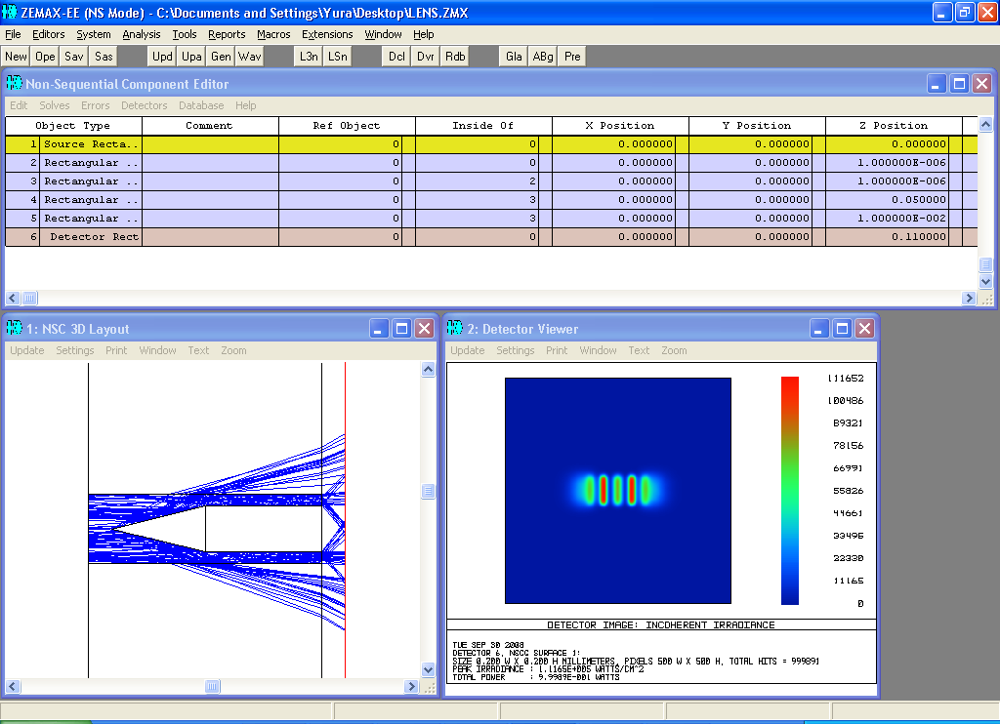 ZEMAX-EE (NS Mode) - C:\Documents and Settings\Yura\Desktop\LENS.ZMX
File Editors System Analysis Tools Reports Macros Extensions Window Help
New Ope Sav Sas Upd Upa Gen Wav L3n LSn Dcl Dvr Rdb Gla ABg Pre
Non-Sequential Component Editor
Edit Solves Errors Detectors Database Help
Object Type Comment Ref Object Inside Of X Position Y Position Z Position
1 Source Recta.. 0 0 0.000000 0.000000 0.000000
2 Rectangular .. 0 0 0.000000 0.000000 1.000000E-006
3 Rectangular .. 0 2 0.000000 0.000000 1.000000E-006
4 Rectangular .. 0 3 0.000000 0.000000 0.050000
5 Rectangular .. 0 3 0.000000 0.000000 1.000000E-002
6 Detector Rect 0 0 0.000000 0.000000 0.110000
1: NSC 3D Layout
Update Settings Print Window Text Zoom
2: Detector Viewer
Update Settings Print Window Text Zoom
111652
100486
89321
78156
66991
55826
44661
33495
22330
11165
0
DETECTOR IMAGE: INCOHERENT IRRADIANCE
TUE SEP 30 2008
DETECTOR 6, NSCG SURFACE 1:
SIZE 0.200 W X 0.200 H MILLIMETERS, PIXELS 500 W X 500 H, TOTAL HITS = 999891
PEAK IRRADIANCE : 1.1165E+005 WATTS/CM^2
TOTAL POWER : 9.9989E-001 WATTS